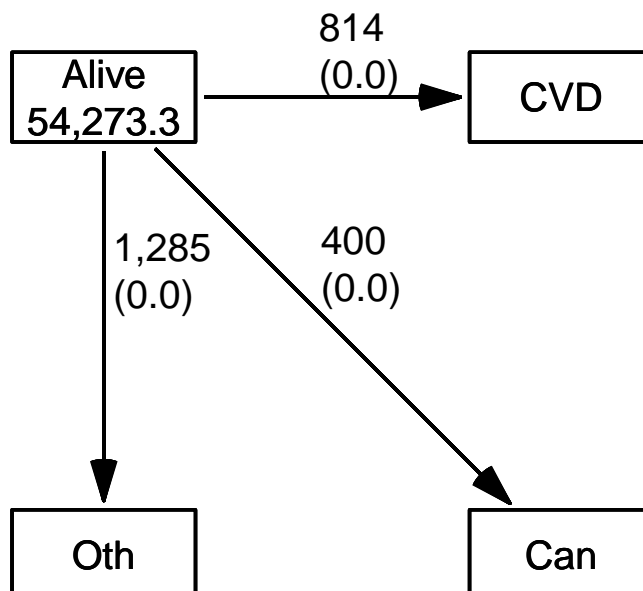 Alive
54,273.3
814
(0.0)
CVD
1,285
(0.0)
400
(0.0)
Oth
Can